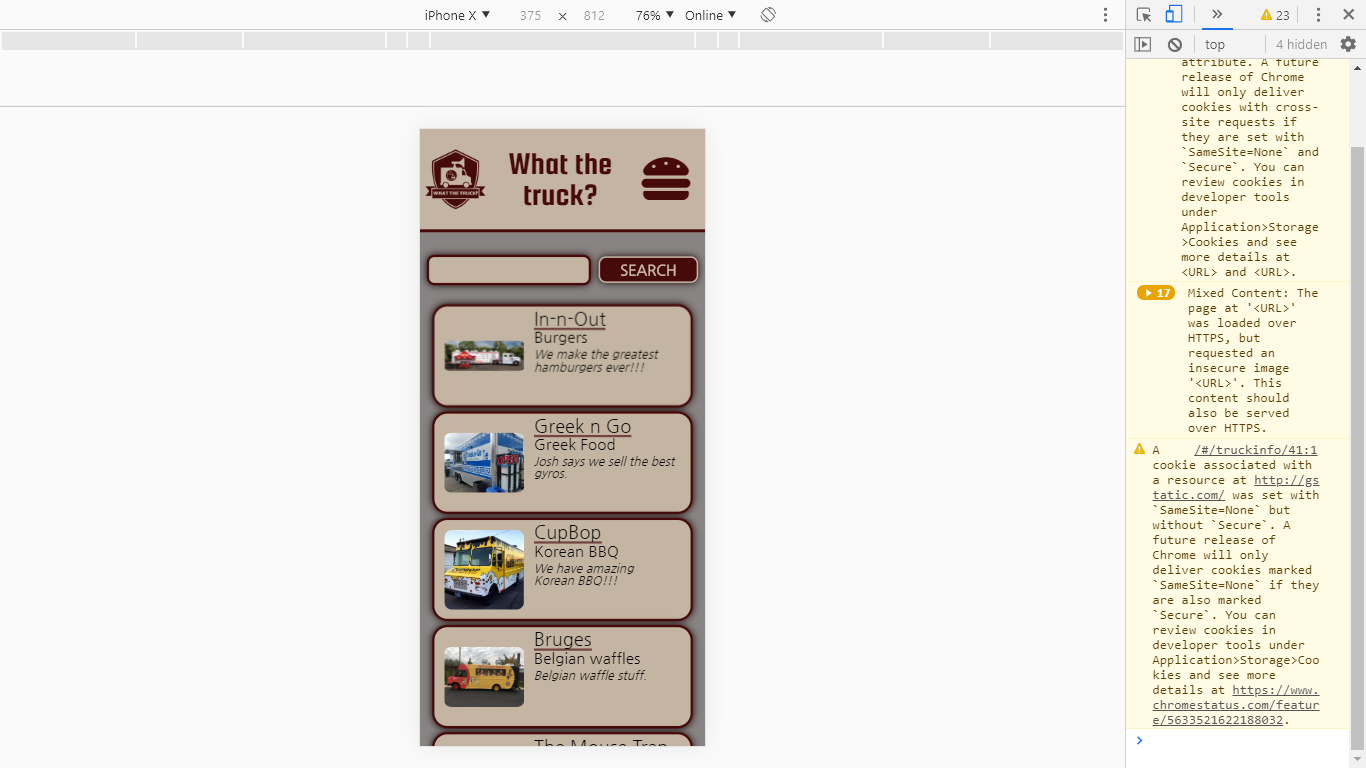 iPhone X ▼ 375 × 812 76% ▼ Online ▼
23
top 4 hidden
What the
truck?
WHAT THE TRUCK?
SEARCH
In-n-Out
Burgers
We make the greatest
hamburgers ever!!!
Greek n Go
Greek Food
Josh says we sell the best
gyros.
CupBop
Korean BBQ
We have amazing
Korean BBQ!!!
Bruges
Belgian waffles
Belgian waffle stuff.
The Mouse Trap
attribute. A future
release of Chrome
will only deliver
cookies with cross-
site requests if
they are set with
`SameSite=None` and
`Secure`. You can
review cookies in
developer tools
under
Application>Storage
>Cookies and see
more details at
<URL> and <URL>.
17 Mixed Content: The
page at '<URL>'
was loaded over
HTTPS, but
requested an
insecure image
'<URL>'. This
content should
also be served
over HTTPS.
A /#/truckinfo/41:1
cookie associated with
a resource at http://gs
tatic.com/ was set with
`SameSite=None` but
without `Secure`. A
future release of
Chrome will only
deliver cookies marked
`SameSite=None` if they
are also marked
`Secure`. You can
review cookies in
developer tools under
Application>Storage>Coo
kies and see more
details at https://www.
chromestatus.com/featur
e/5633521622188032.